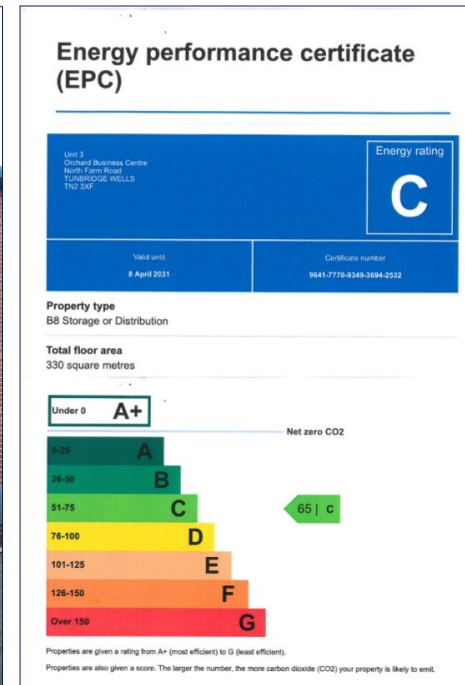 Energy performance certificate
(EPC)
Unit 3
Orchard Business Centre
North Farm Road
TUNBRIDGE WELLS
TN2 3XF
Energy rating
C
Valid until
8 April 2031
Certificate number
9641-7770-9349-3694-2532
Property type
B8 Storage or Distribution
Total floor area
330 square metres
Under 0 A+
Net zero CO2
0-25 A
26-50 B
51-75 C
65 | C
76-100 D
101-125 E
126-150 F
Over 150 G
Properties are given a rating from A+ (most efficient) to G (least efficient).
Properties are also given a score. The larger the number, the more carbon dioxide (CO2) your property is likely to emit.